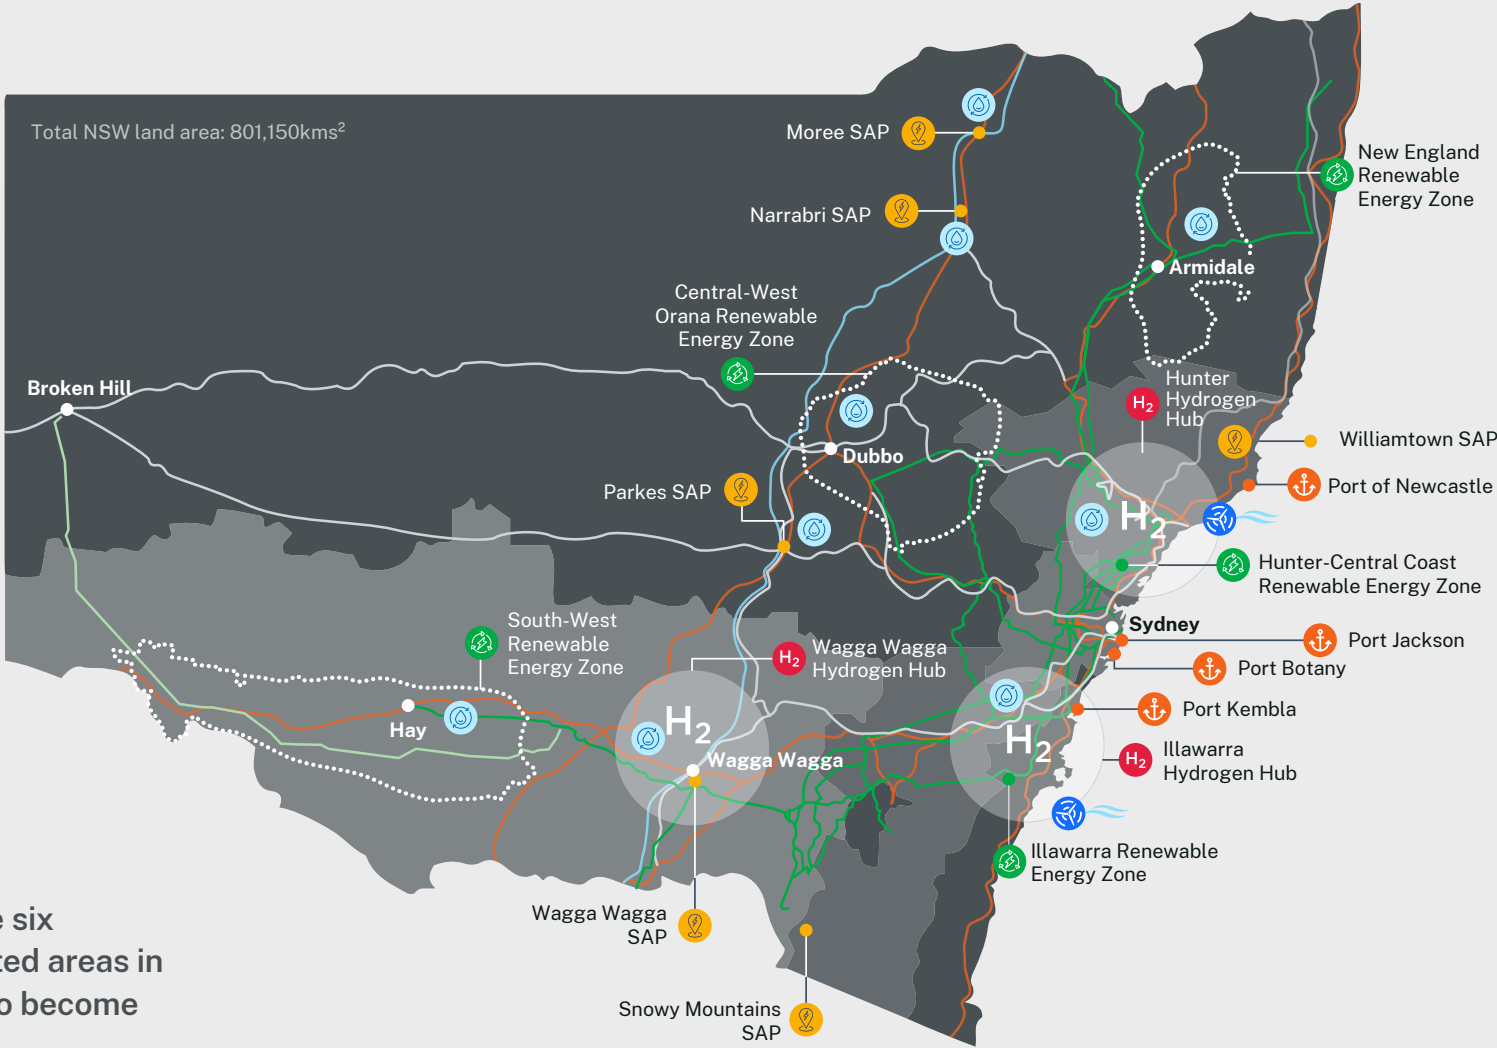 Total NSW land area: 801,150kms²
Moree SAP
Narrabri SAP
New England
Renewable
Energy Zone
Armidale
Central-West
Orana Renewable
Energy Zone
Broken Hill
Hunter
Hydrogen
Hub
H₂
Williamtown SAP
Dubbo
Parkes SAP
Port of Newcastle
H₂
Hunter-Central Coast
Renewable Energy Zone
South-West
Renewable
Energy Zone
Sydney
Port Jackson
H₂
Wagga Wagga
Hydrogen Hub
Port Botany
Hay
H₂
Port Kembla
H₂
H₂
Illawarra
Hydrogen Hub
Wagga Wagga
Illawarra Renewable
Energy Zone
Wagga Wagga
SAP
Snowy Mountains
SAP
six
areas in
become